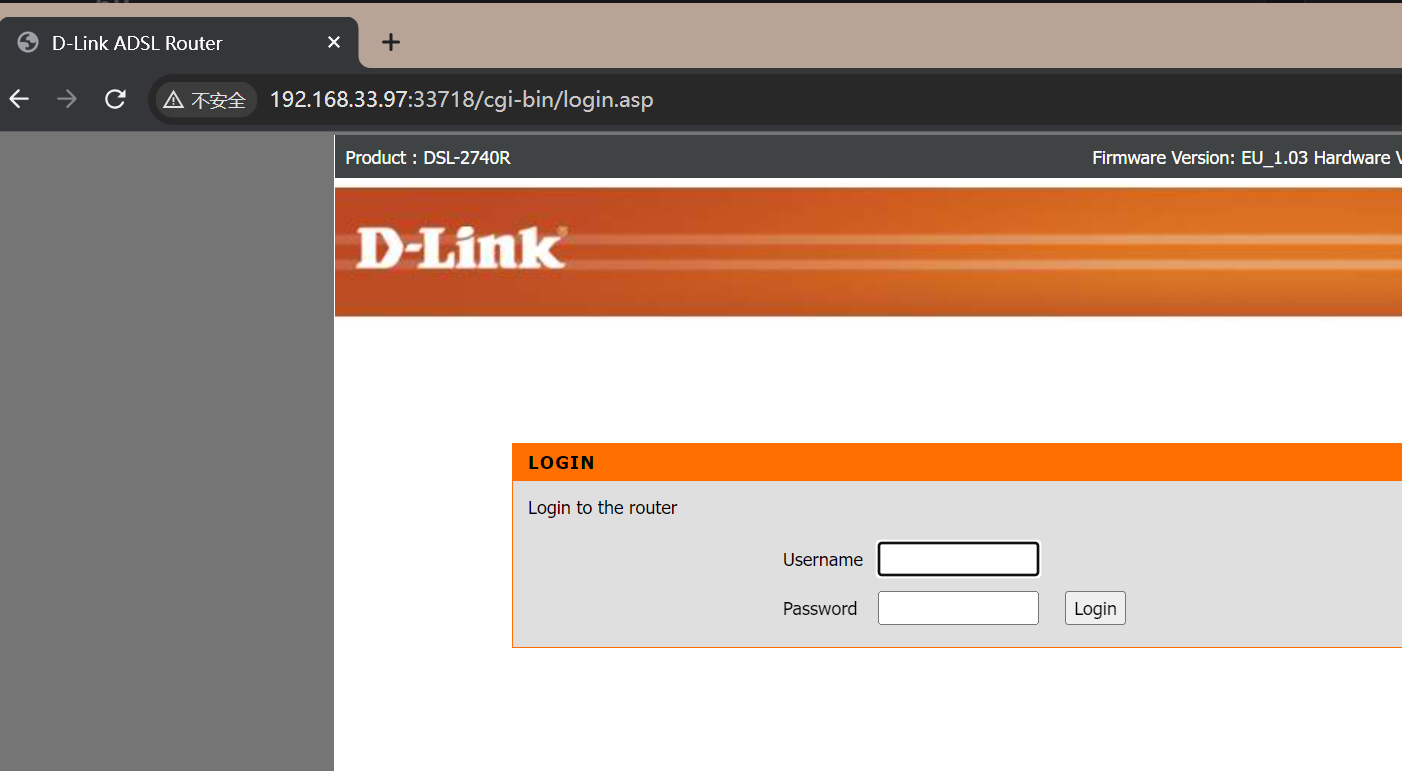 D-Link ADSL Router
不安全 192.168.33.97:33718/cgi-bin/login.asp
Product : DSL-2740R Firmware Version: EU_1.03 Hardware
D-Link
LOGIN
Login to the router
Username
Password Login